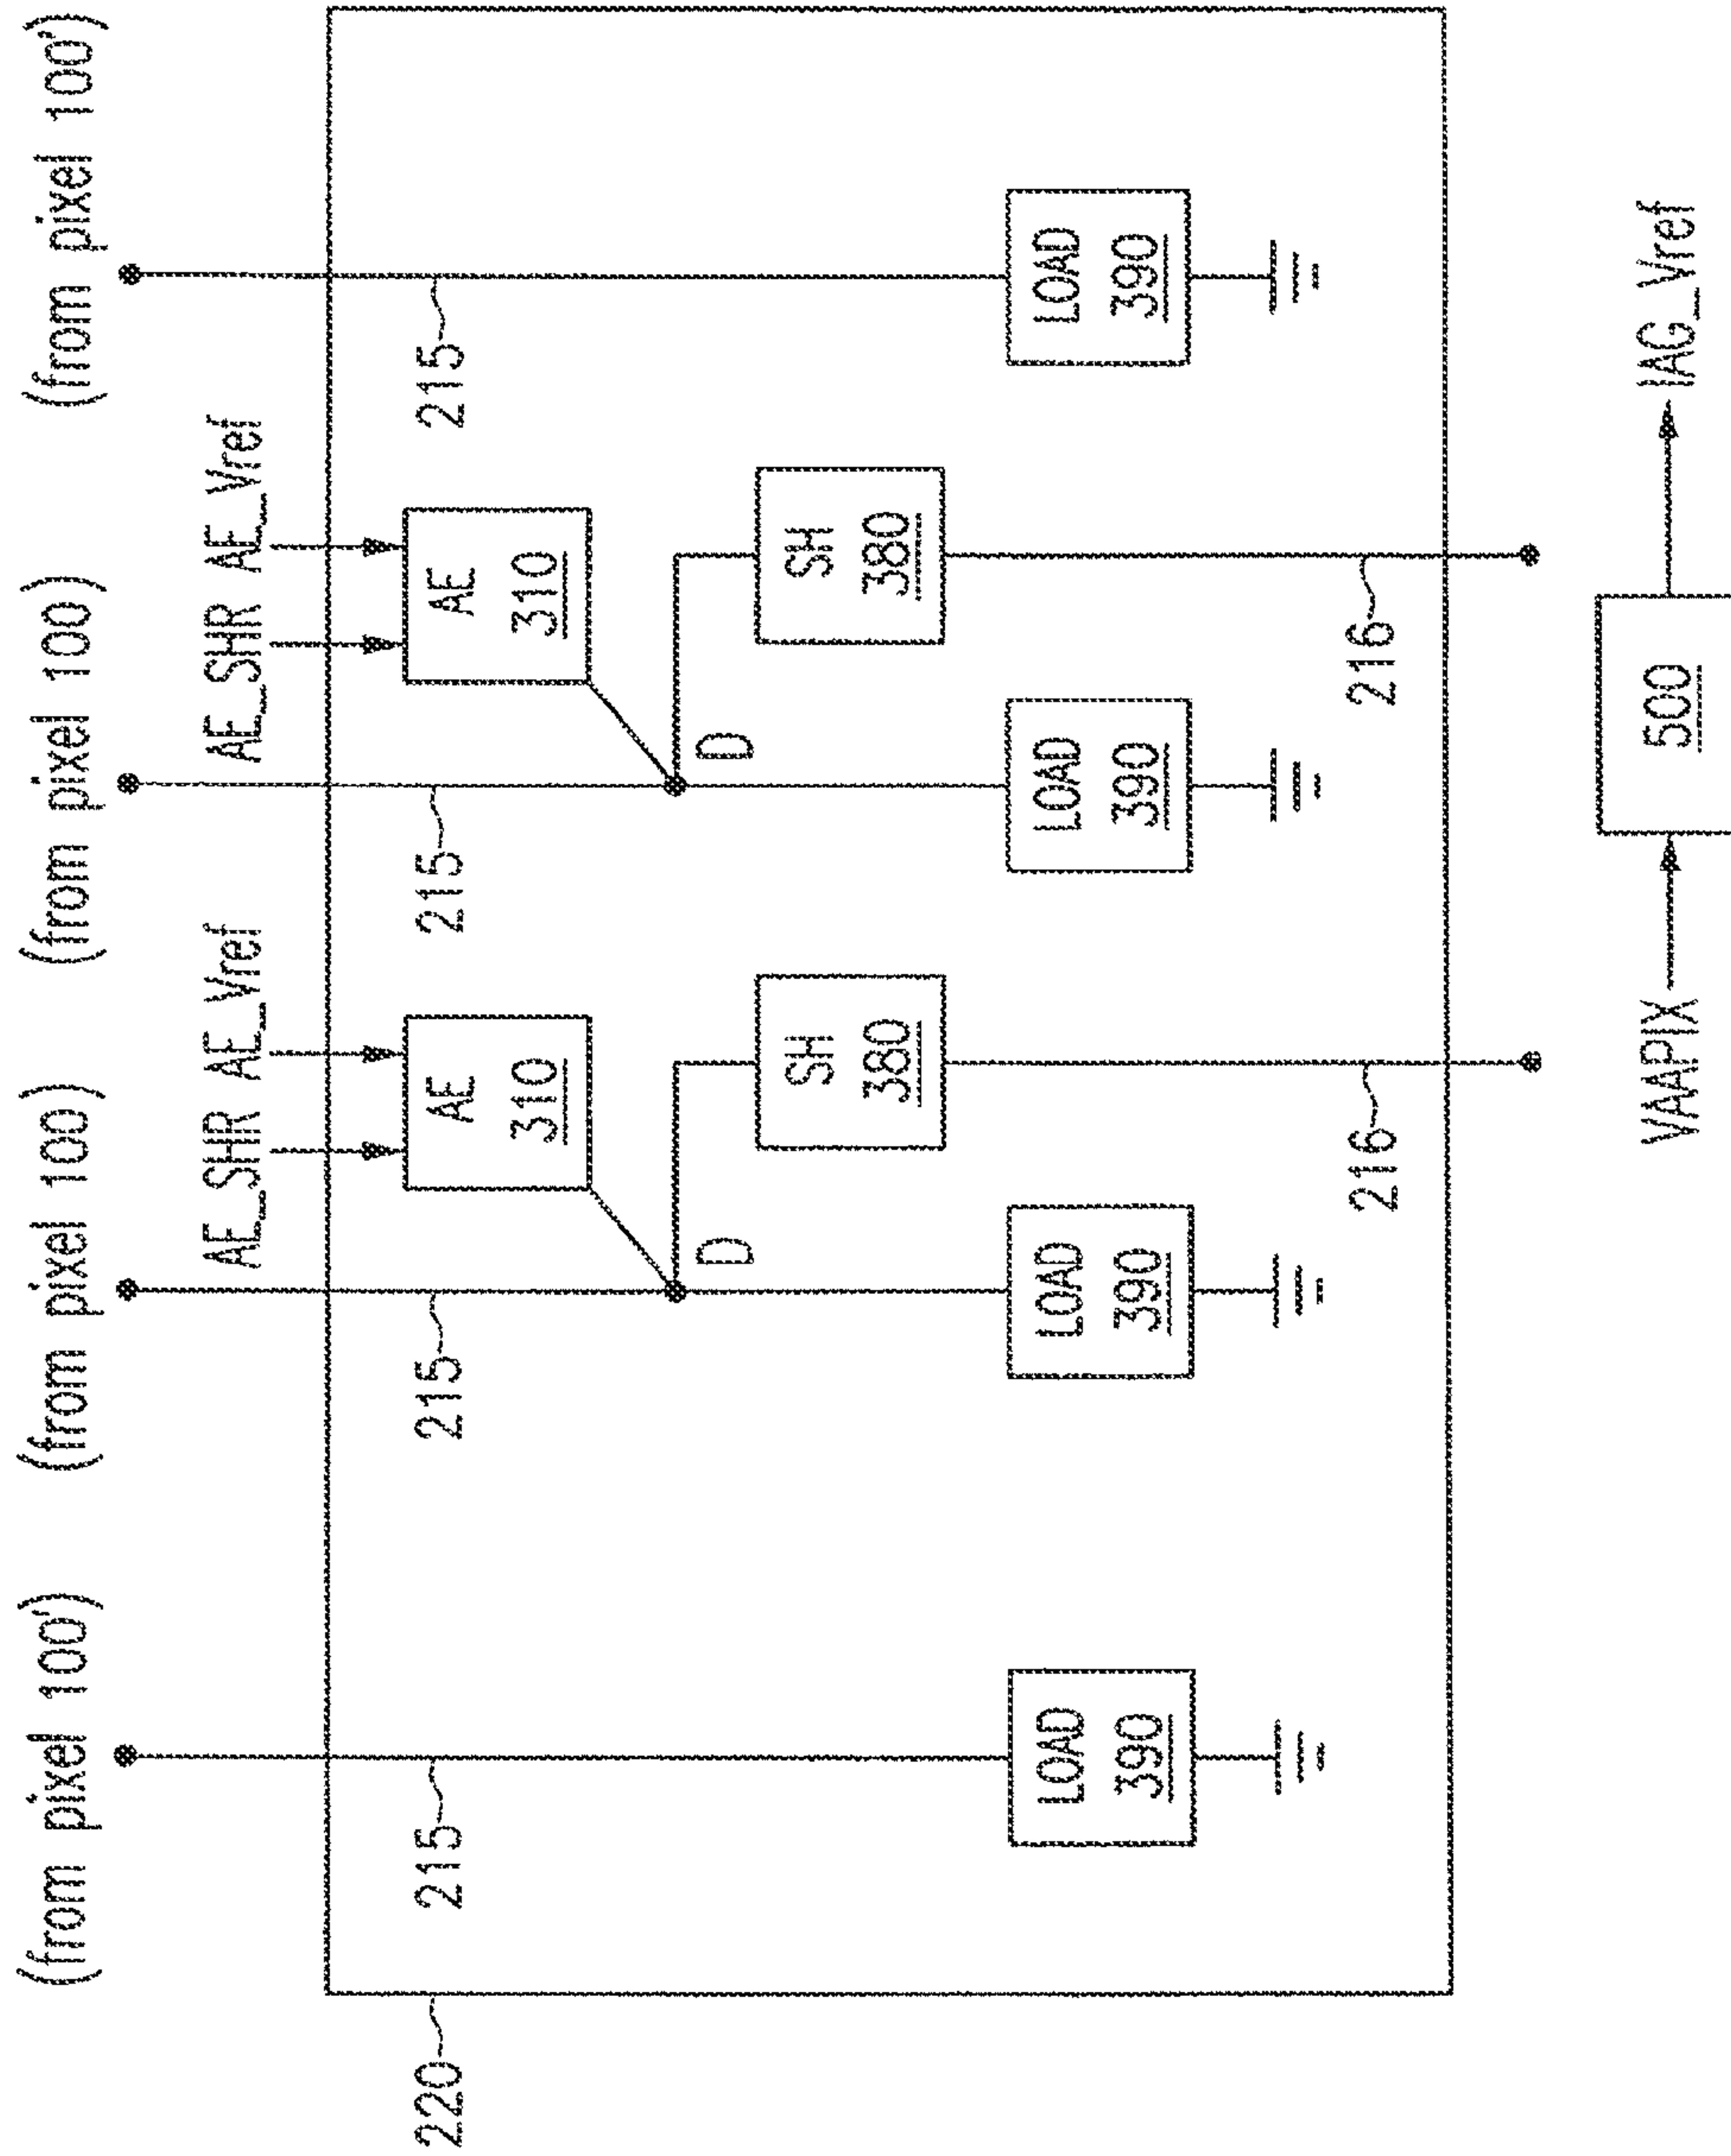 (from pixel 100')
(from pixel 100)
(from pixel 100)
(from pixel 100')
AE_SHR AE_Vref
AE_SHR AE_Vref
220
215
215
215
215
AE
310
AE
310
D
D
SH
380
SH
380
LOAD
390
LOAD
390
LOAD
390
LOAD
390
216
216
VAAPIX
500
IAG_Vref